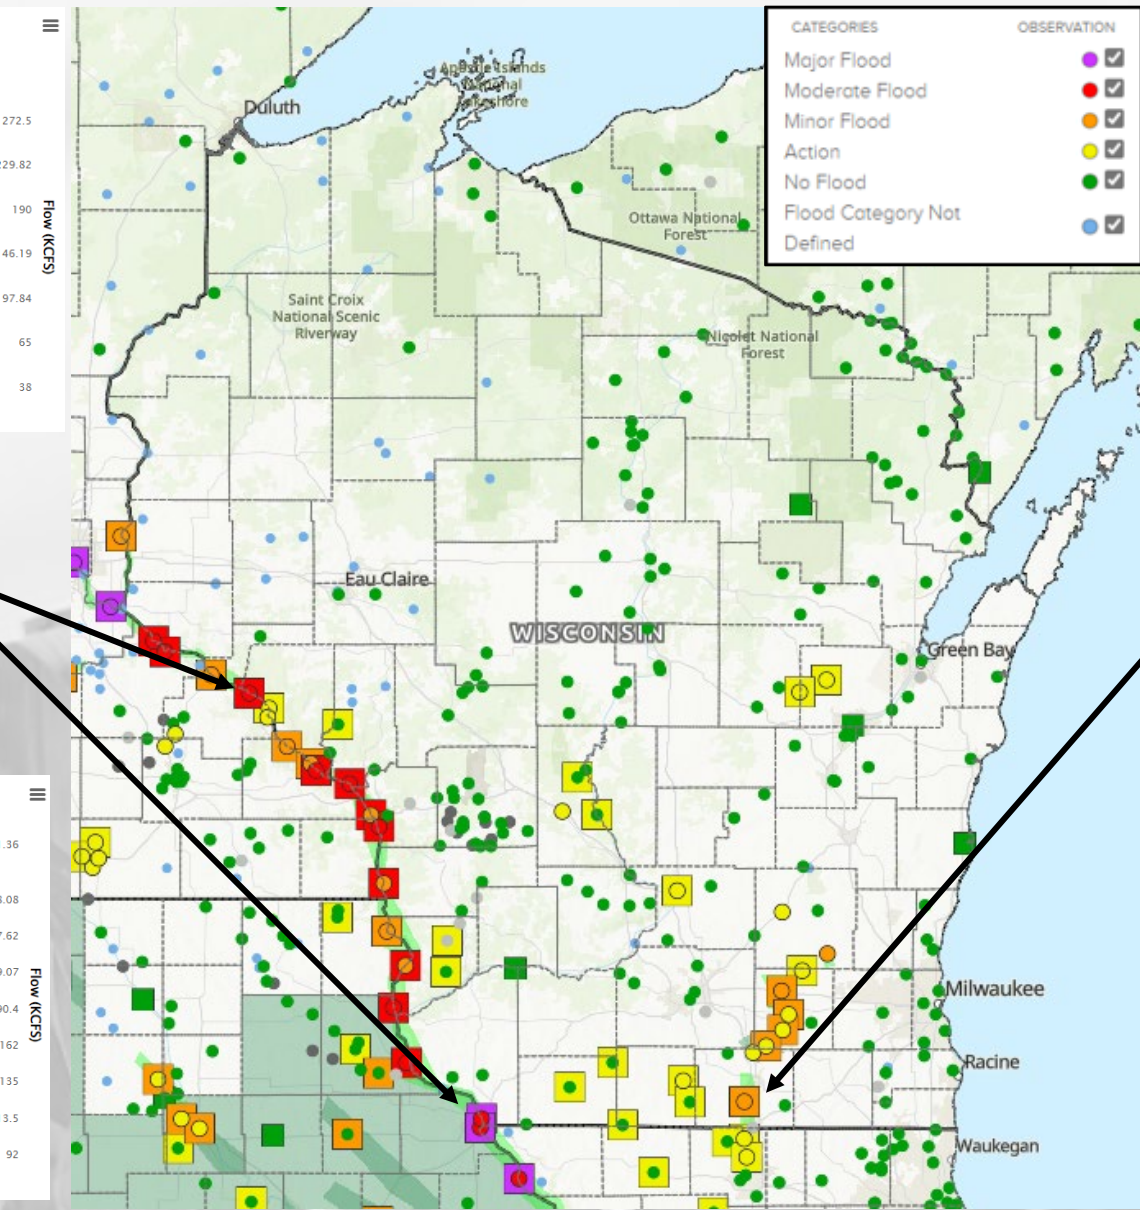 272.5
229.82
190
46.19
97.84
65
38
Flow (KCFS)
.36
3.08
7.62
9.07
90.4
162
135
3.5
92
Flow (KCFS)
CATEGORIES OBSERVATION
Major Flood
Moderate Flood
Minor Flood
Action
No Flood
Flood Category Not
Defined
Apostle Islands
National
Lakeshore
Duluth
Ottawa National
Forest
Saint Croix
National Scenic
Riverway
Nicolet National
Forest
Eau Claire
WISCONSIN
Green Bay
Milwaukee
Racine
Waukegan